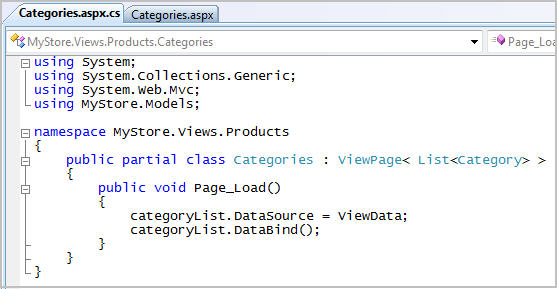 Categories.aspx.cs Categories.aspx
MyStore.Views.Products.Categories Page_Loa
using System;
using System.Collections.Generic;
using System.Web.Mvc;
using MyStore.Models;
namespace MyStore.Views.Products
{
public partial class Categories : ViewPage< List<Category> >
{
public void Page_Load()
{
categoryList.DataSource = ViewData;
categoryList.DataBind();
}
}
}